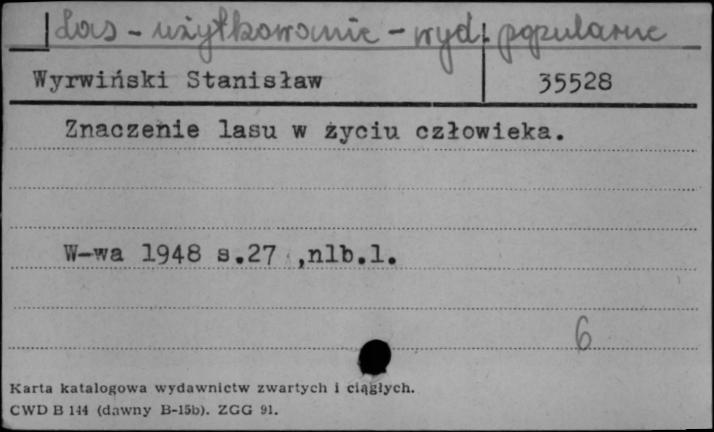 Las - użytkowanie - wyd. popularne
Wyrwiński Stanisław 35528
Znaczenie lasu w życiu człowieka.
W-wa 1948 s.27 ,nlb.1.
6
Karta katalogowa wydawnictw zwartych i ciągłych.
CWD B 144 (dawny B-15b). ZGG 91.